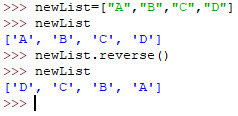 >>> newList=["A","B","C","D"]
>>> newList
['A', 'B', 'C', 'D']
>>> newList.reverse()
>>> newList
['D', 'C', 'B', 'A']
>>>